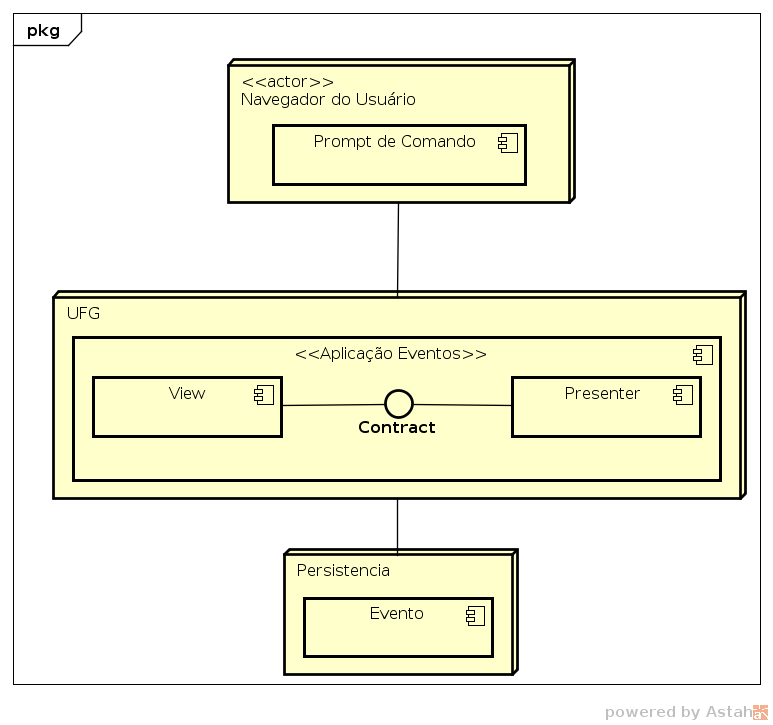 pkg
<<actor>>
Navegador do Usuário
Prompt de Comando
UFG
<<Aplicação Eventos>>
View
Presenter
Contract
Persistencia
Evento
powered by Astah